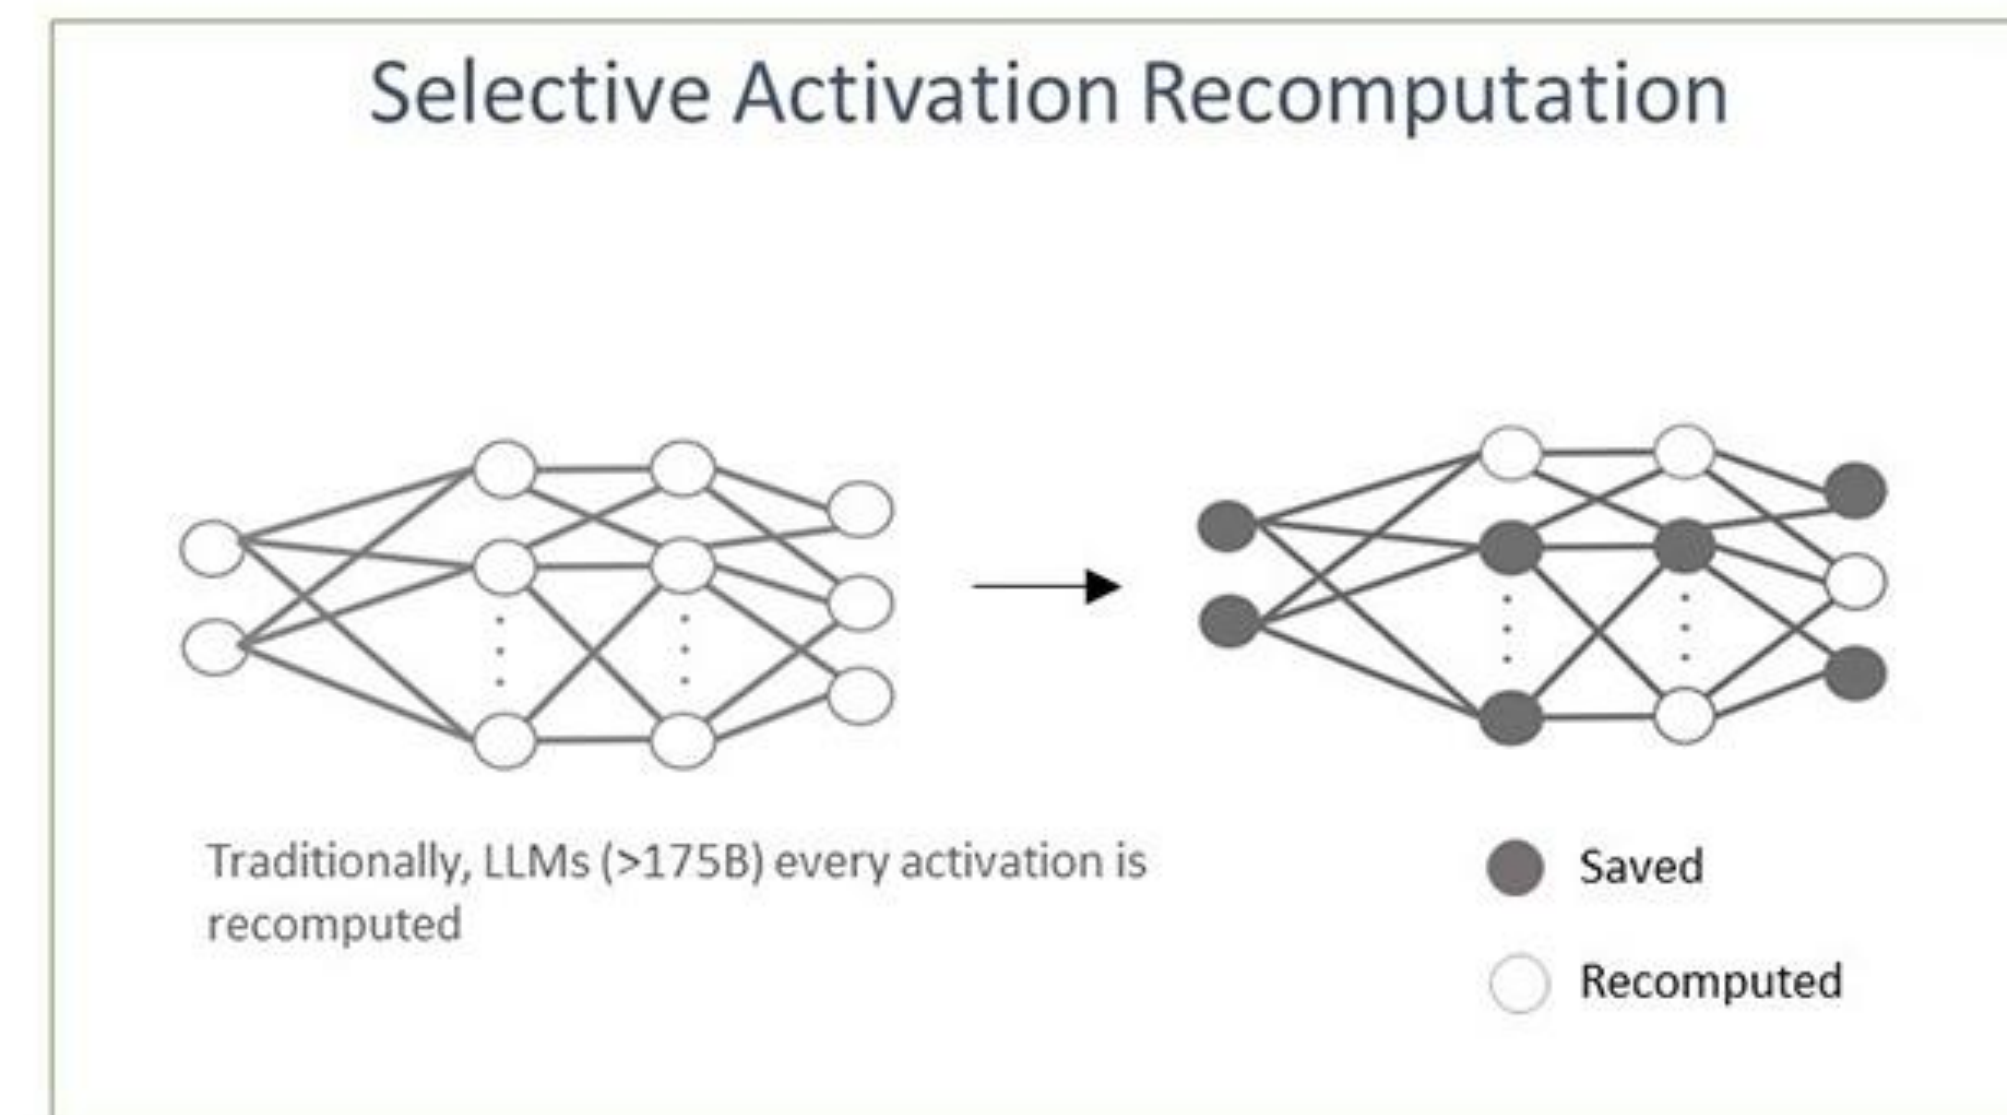 Selective Activation Recomputation
Traditionally, LLMs (>175B) every activation is
recomputed
Saved
Recomputed